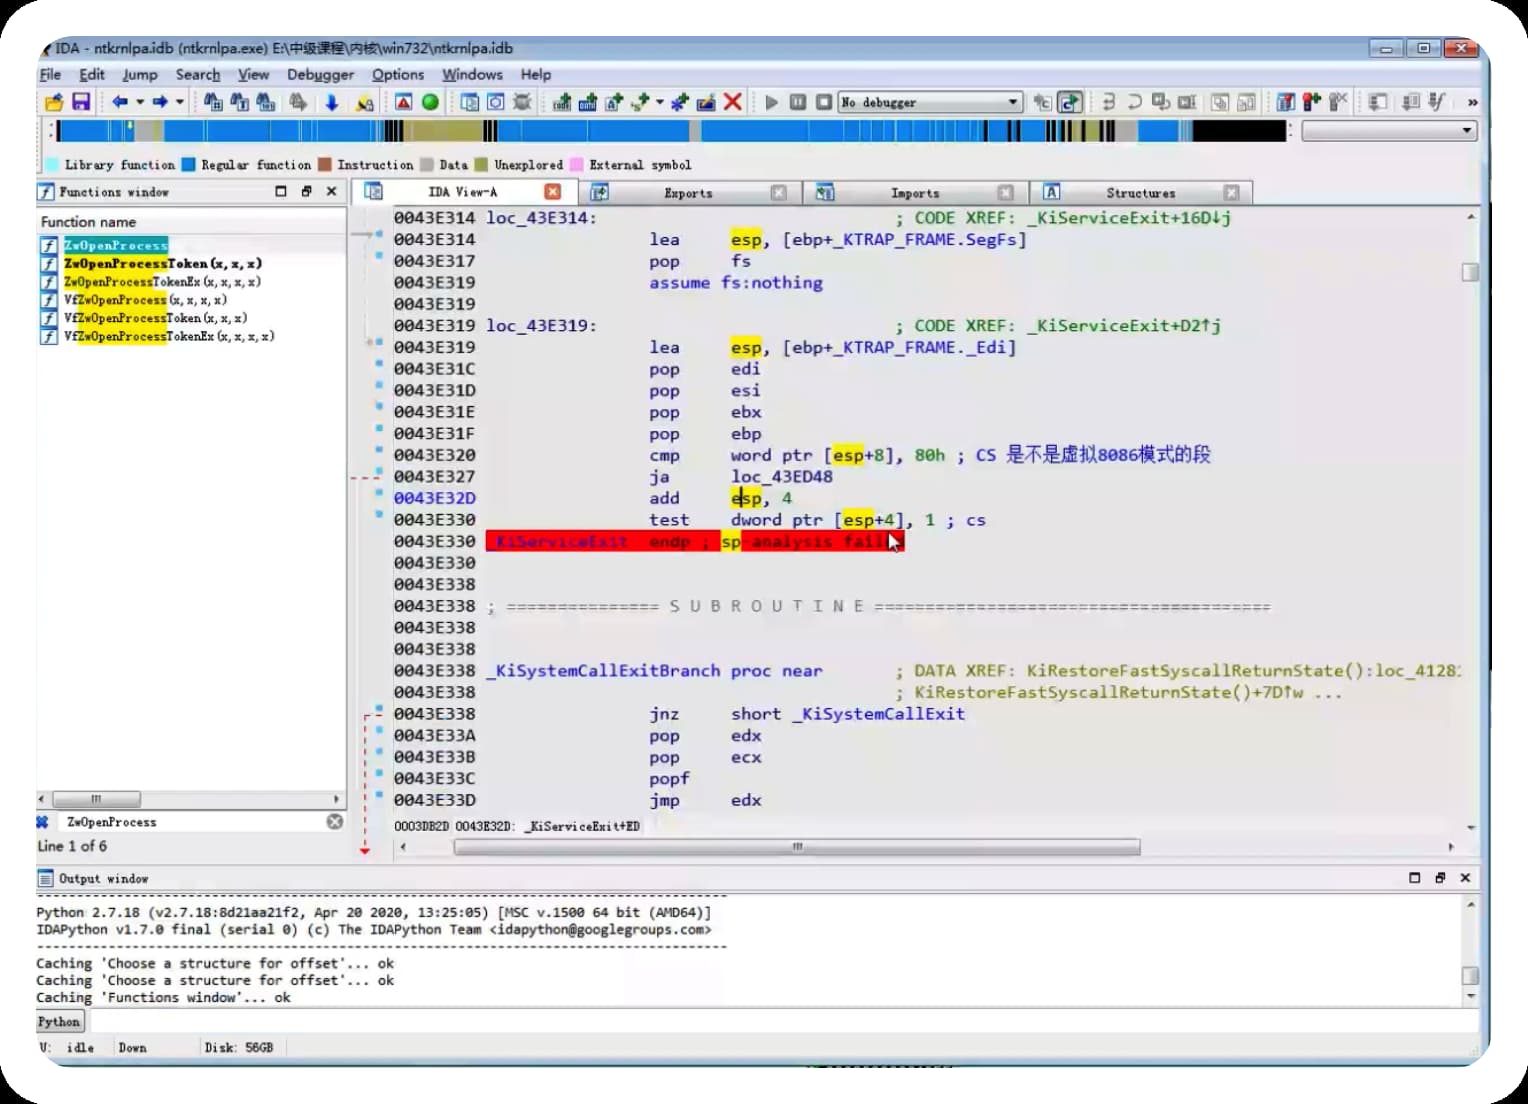 IDA - ntkrnlpa.idb (ntkrnlpa.exe) E:\中级课程\内核\win732\ntkrnlpa.idb
File Edit Jump Search View Debugger Options Windows Help
No debugger
Library function Regular function Instruction Data Unexplored External symbol
Functions window
IDA View-A Exports Imports Structures
Function name
ZwOpenProcess
ZwOpenProcessToken(x,x,x)
ZwOpenProcessTokenEx(x,x,x,x)
VfZwOpenProcess(x,x,x,x)
VfZwOpenProcessToken(x,x,x)
VfZwOpenProcessTokenEx(x,x,x,x)
ZwOpenProcess
Line 1 of 6
0043E314 loc_43E314: ; CODE XREF: _KiServiceExit+16D↓j
0043E314 lea esp, [ebp+_KTRAP_FRAME.SegFs]
0043E317 pop fs
0043E319 assume fs:nothing
0043E319
0043E319 loc_43E319: ; CODE XREF: _KiServiceExit+D2↑j
0043E319 lea esp, [ebp+_KTRAP_FRAME._Edi]
0043E31C pop edi
0043E31D pop esi
0043E31E pop ebx
0043E31F pop ebp
0043E320 cmp word ptr [esp+8], 80h ; CS 是不是虚拟8086模式的段
0043E327 ja loc_43ED48
0043E32D add esp, 4
0043E330 test dword ptr [esp+4], 1 ; cs
0043E330 _KiServiceExit endp ; sp-analysis fail
0043E330
0043E338
0043E338 ; =============== S U B R O U T I N E =======================================
0043E338
0043E338
0043E338 _KiSystemCallExitBranch proc near ; DATA XREF: KiRestoreFastSyscallReturnState():loc_4128
0043E338 ; KiRestoreFastSyscallReturnState()+7D↑w ...
0043E338 jnz short _KiSystemCallExit
0043E33A pop edx
0043E33B pop ecx
0043E33C popf
0043E33D jmp edx
0003DB2D 0043E32D: _KiServiceExit+ED
Output window
Python 2.7.18 (v2.7.18:8d21aa21f2, Apr 20 2020, 13:25:05) [MSC v.1500 64 bit (AMD64)]
IDAPython v1.7.0 final (serial 0) (c) The IDAPython Team <idapython@googlegroups.com>
Caching 'Choose a structure for offset'... ok
Caching 'Choose a structure for offset'... ok
Caching 'Functions window'... ok
Python
U: idle Down Disk: 56GB